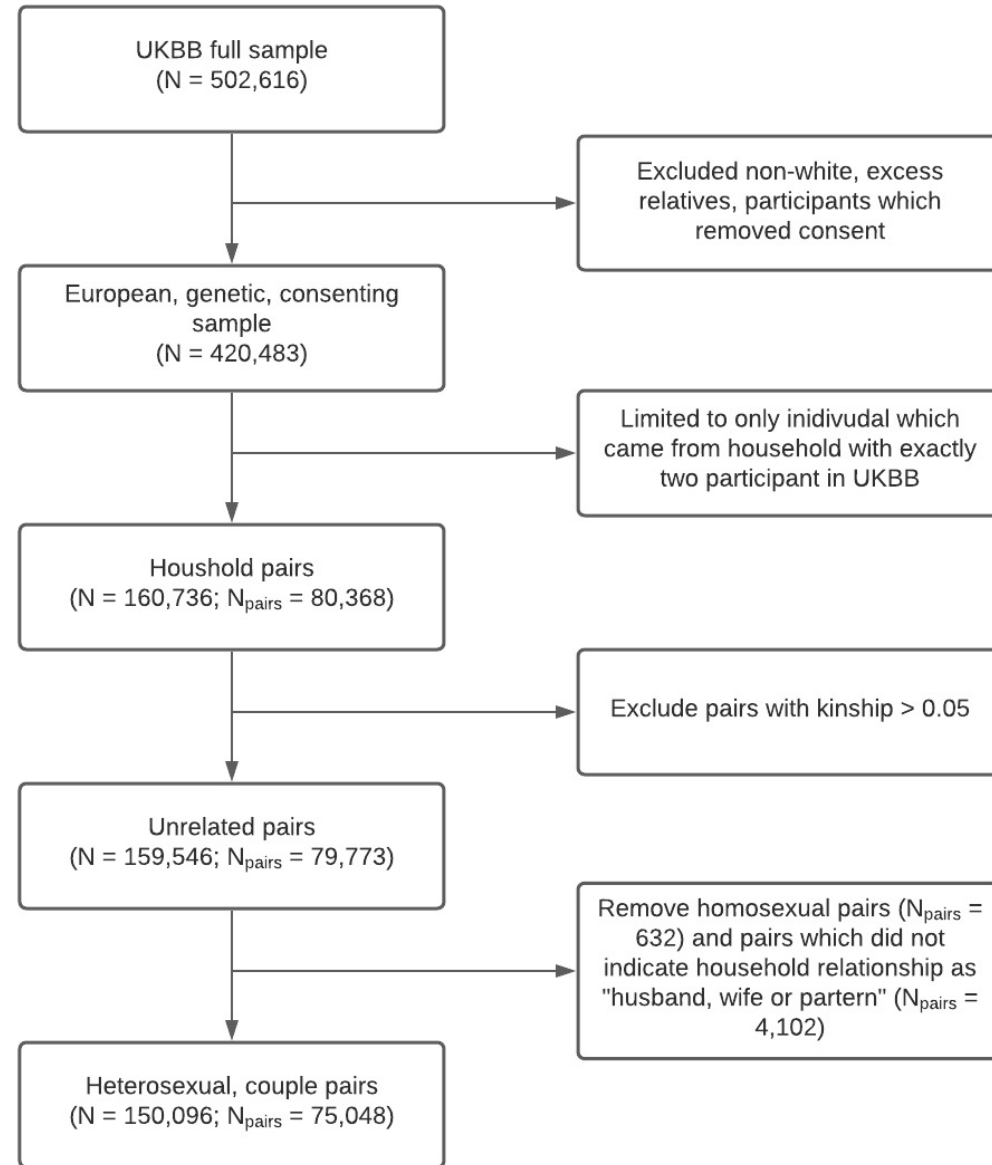 UKBB full sample
(N = 502,616)
Excluded non-white, excess
relatives, participants which
removed consent
European, genetic, consenting
sample
(N = 420,483)
Limited to only inidivudal which
came from household with exactly
two participant in UKBB
Houshold pairs
(N = 160,736; Npairs = 80,368)
Exclude pairs with kinship > 0.05
Unrelated pairs
(N = 159,546; Npairs = 79,773)
Remove homosexual pairs (Npairs =
632) and pairs which did not
indicate household relationship as
"husband, wife or partern" (Npairs =
4,102)
Heterosexual, couple pairs
(N = 150,096; Npairs = 75,048)